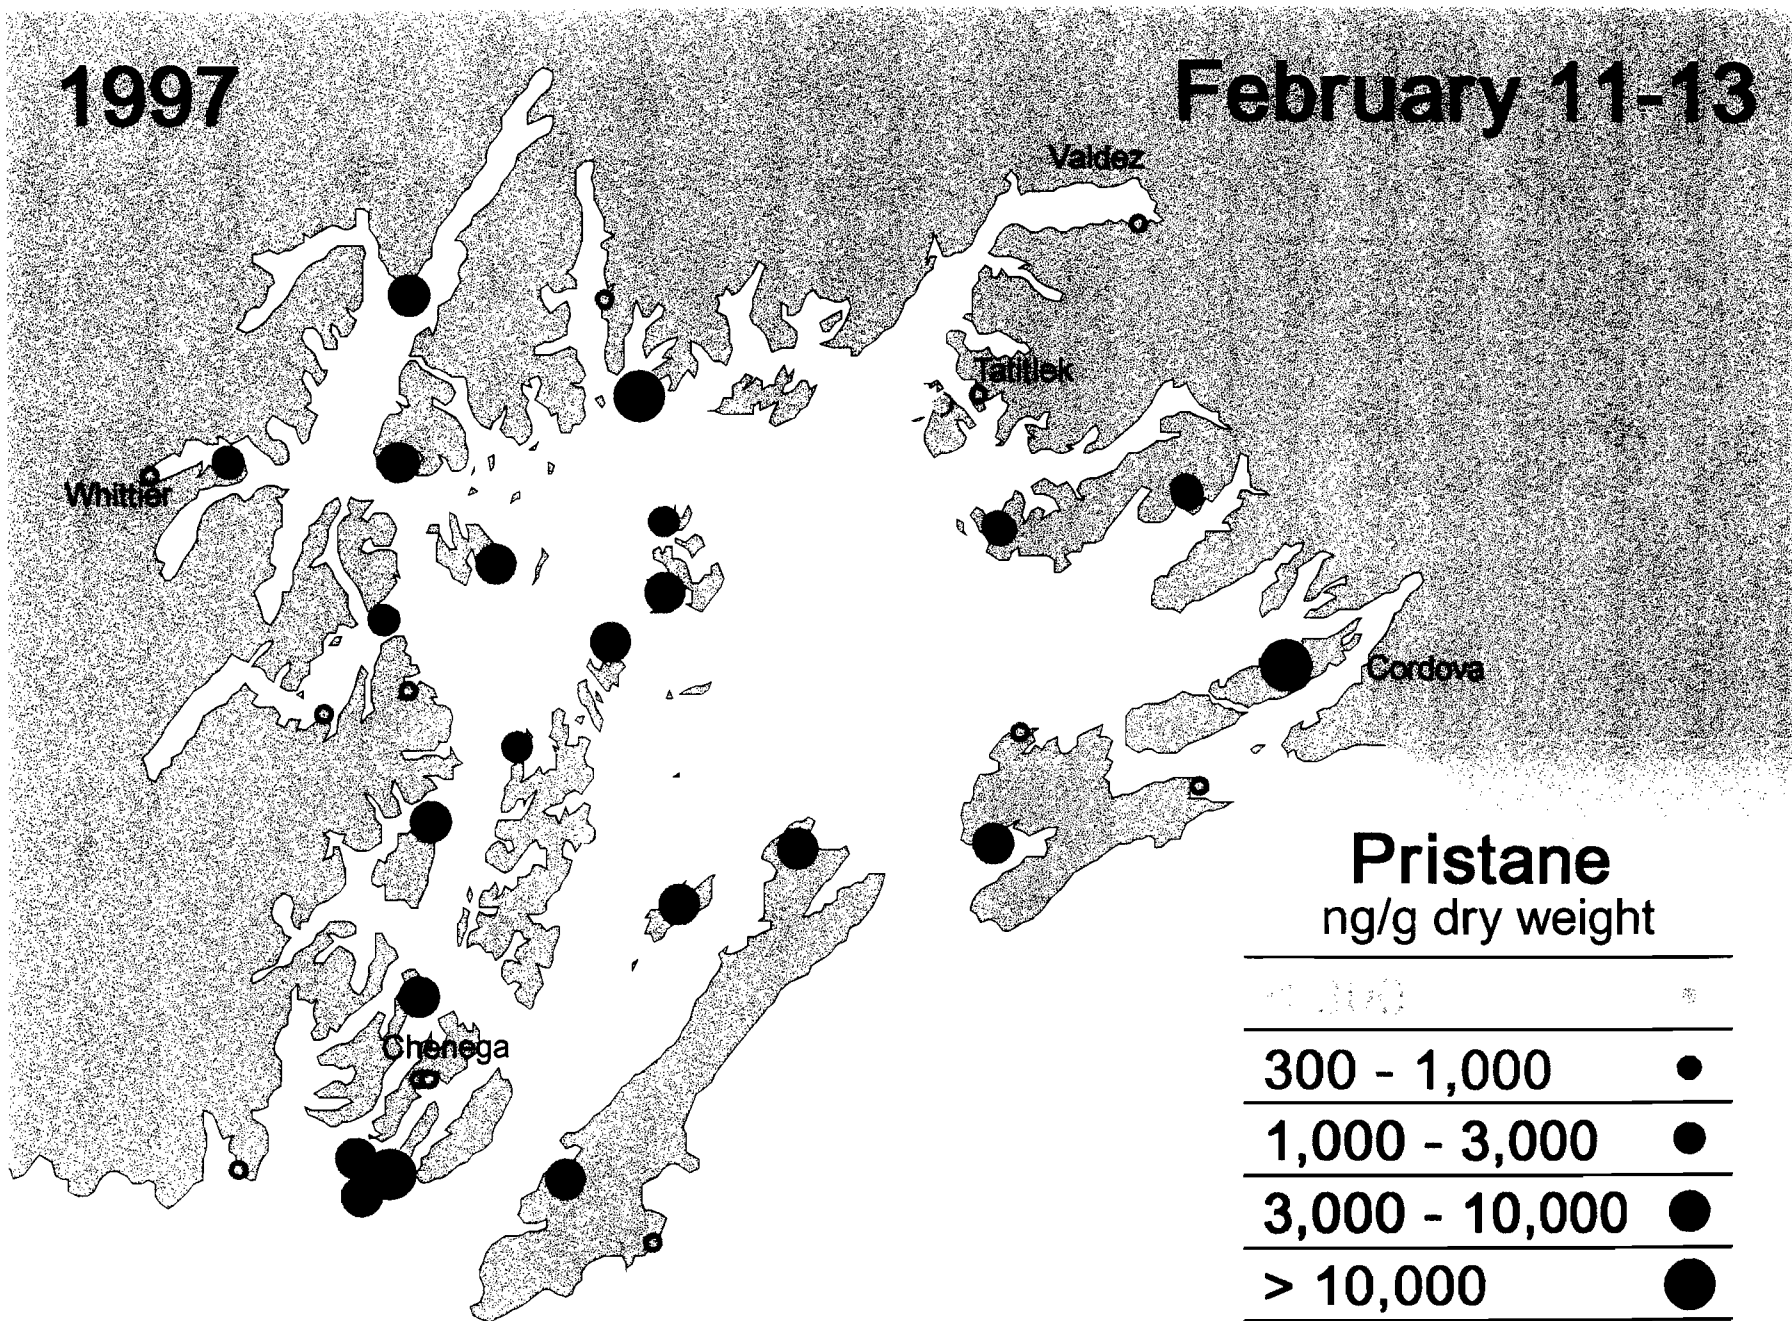 1997
February 11-13
Valdez
Tatitlek
Whittier
Cordova
Chenega
Pristane
ng/g dry weight
300 - 1,000
1,000 - 3,000
3,000 - 10,000
> 10,000